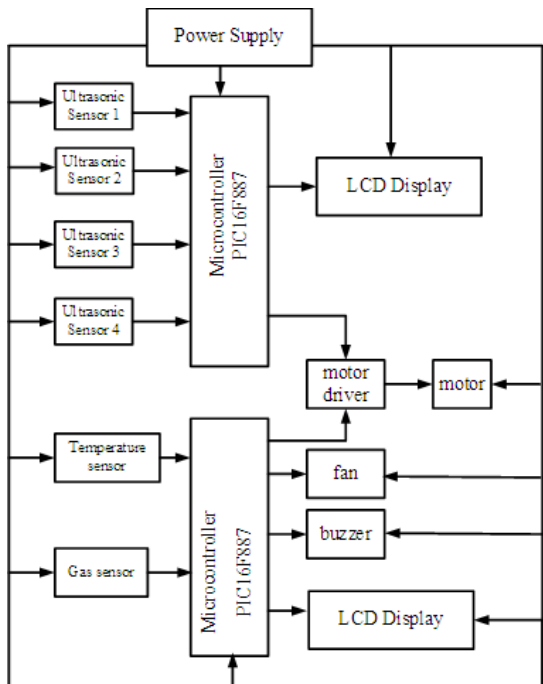 Power Supply
Ultrasonic
Sensor 1
Ultrasonic
Sensor 2
Ultrasonic
Sensor 3
Ultrasonic
Sensor 4
Microcontroller
PIC16F887
LCD Display
motor
driver
motor
Temperature
sensor
Gas sensor
Microcontroller
PIC16F887
fan
buzzer
LCD Display